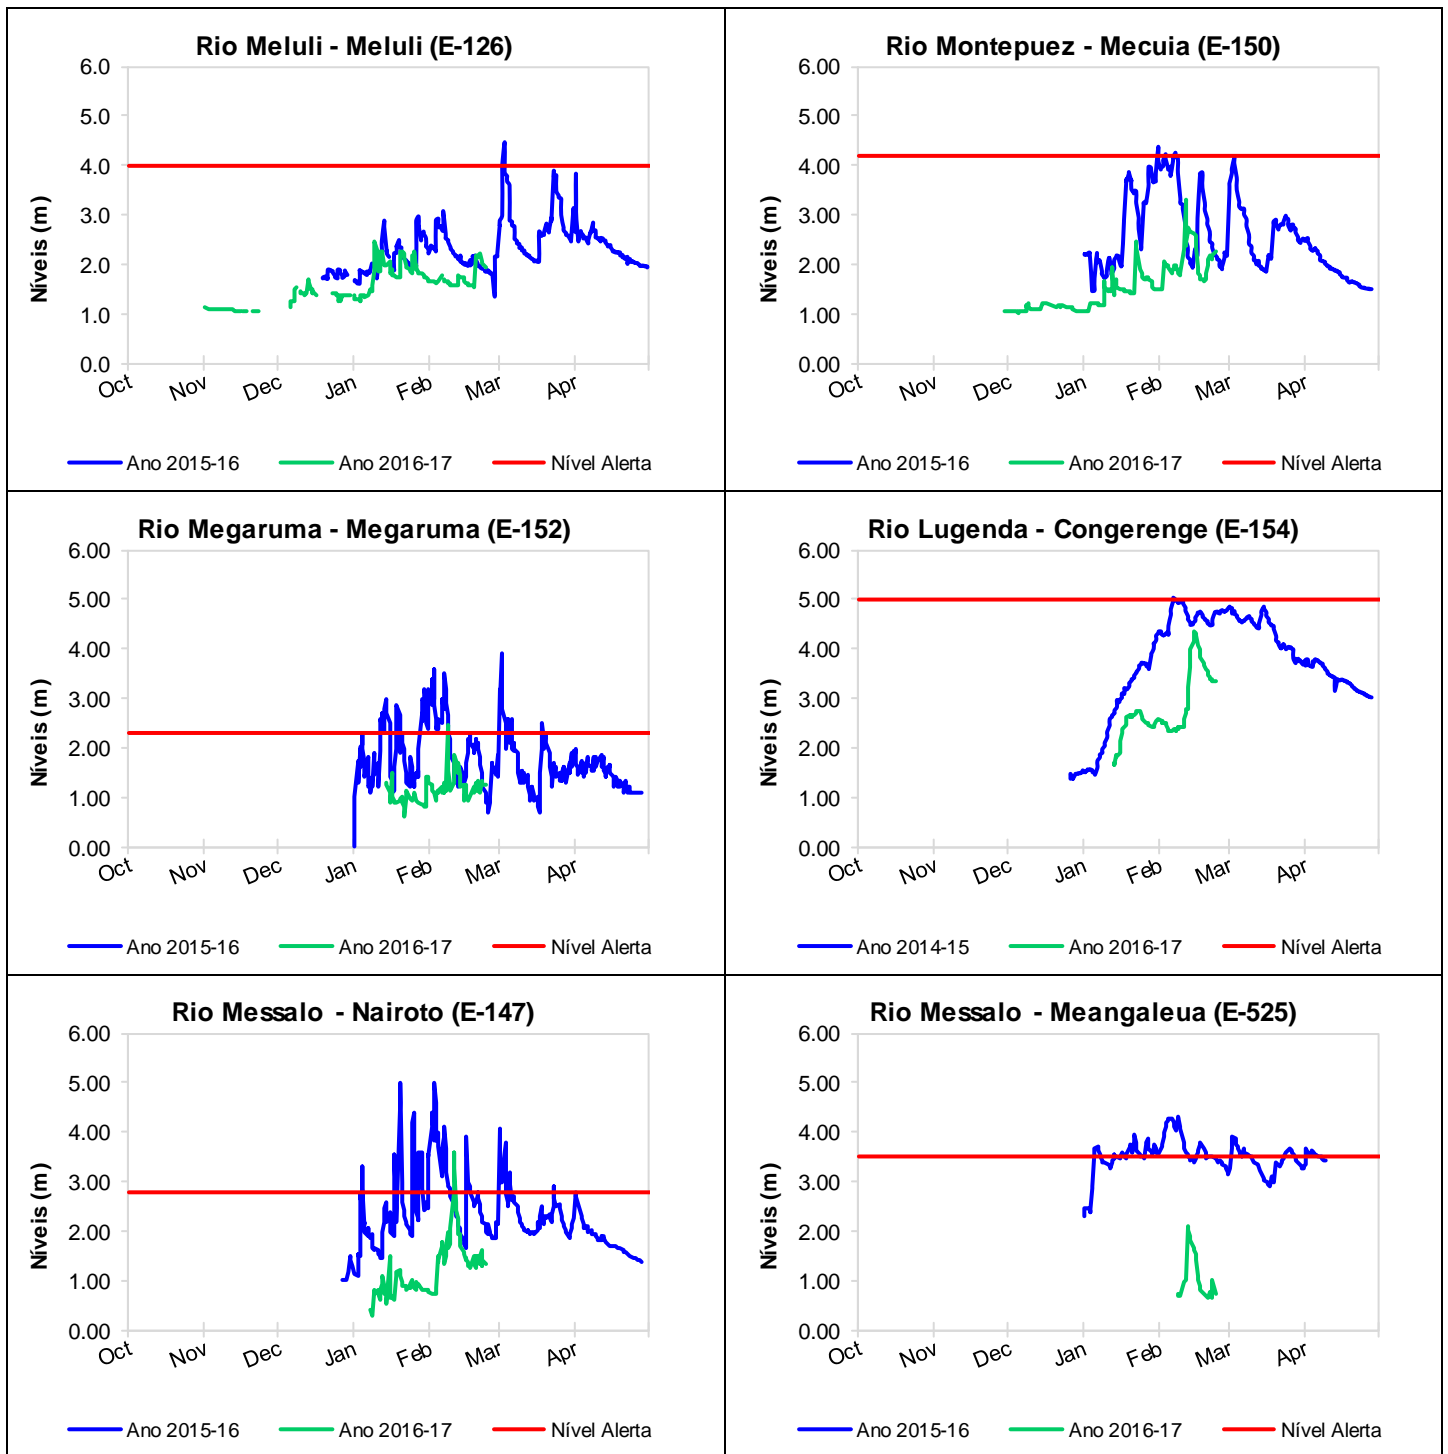 Rio Meluli - Meluli (E-126)
6.0
5.0
4.0
3.0
2.0
1.0
0.0
Níveis (m)
Oct Nov Dec Jan Feb Mar Apr
Ano 2015-16 Ano 2016-17 Nível Alerta
Rio Montepuez - Mecuia (E-150)
6.00
5.00
4.00
3.00
2.00
1.00
0.00
Níveis (m)
Oct Nov Dec Jan Feb Mar Apr
Ano 2015-16 Ano 2016-17 Nível Alerta
Rio Megaruma - Megaruma (E-152)
6.00
5.00
4.00
3.00
2.00
1.00
0.00
Níveis (m)
Oct Nov Dec Jan Feb Mar Apr
Ano 2015-16 Ano 2016-17 Nível Alerta
Rio Lugenda - Congerenge (E-154)
6.00
5.00
4.00
3.00
2.00
1.00
0.00
Níveis (m)
Oct Nov Dec Jan Feb Mar Apr
Ano 2014-15 Ano 2016-17 Nível Alerta
Rio Messalo - Nairoto (E-147)
6.00
5.00
4.00
3.00
2.00
1.00
0.00
Níveis (m)
Oct Nov Dec Jan Feb Mar Apr
Ano 2015-16 Ano 2016-17 Nível Alerta
Rio Messalo - Meangaleua (E-525)
6.00
5.00
4.00
3.00
2.00
1.00
0.00
Níveis (m)
Oct Nov Dec Jan Feb Mar Apr
Ano 2015-16 Ano 2016-17 Nível Alerta